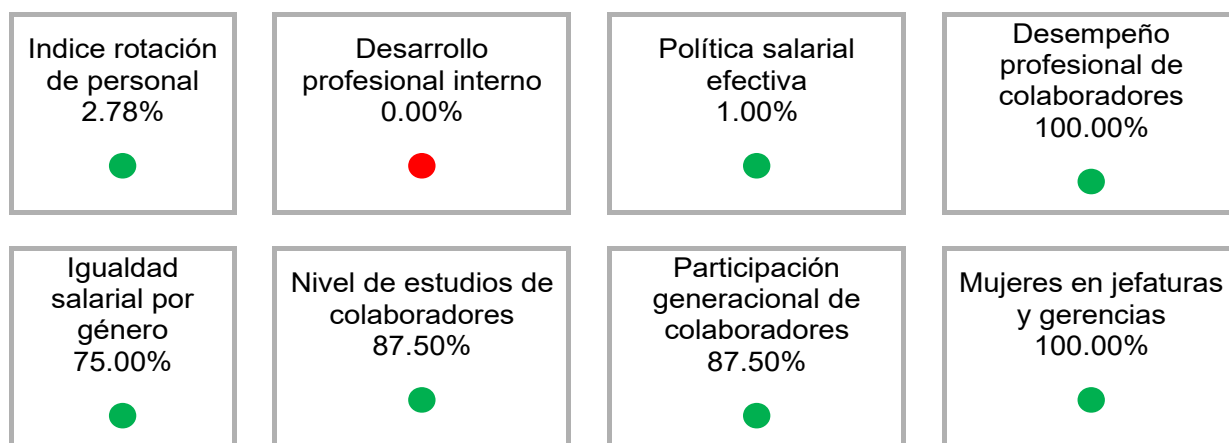 Indice rotación
de personal
2.78%
Desarrollo
profesional interno
0.00%
Política salarial
efectiva
1.00%
Desempeño
profesional de
colaboradores
100.00%
Igualdad
salarial por
género
75.00%
Nivel de estudios de
colaboradores
87.50%
Participación
generacional de
colaboradores
87.50%
Mujeres en jefaturas
y gerencias
100.00%